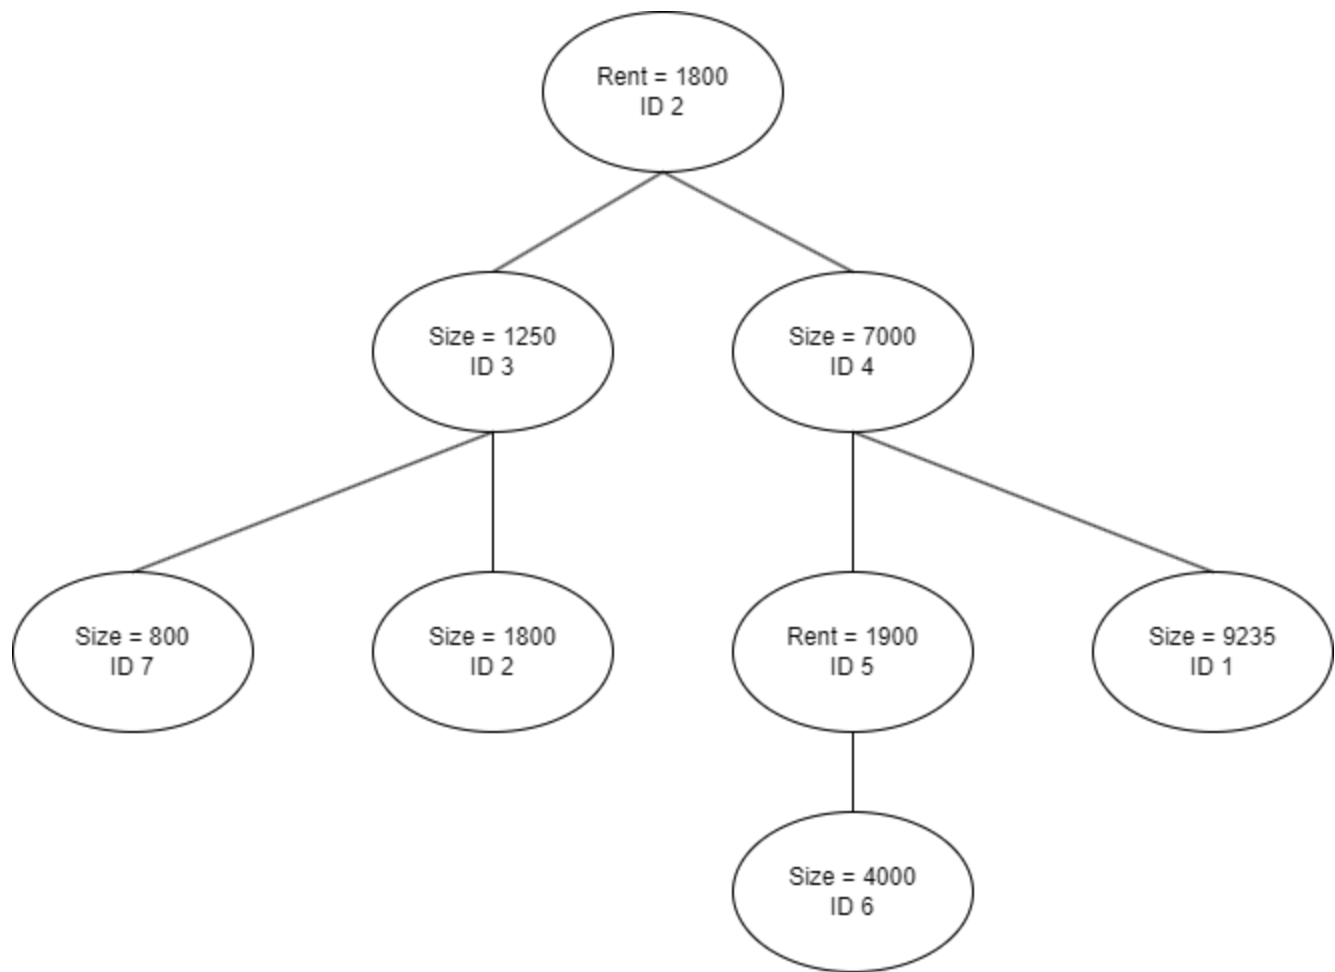 Rent = 1800
ID 2
Size = 1250
ID 3
Size = 7000
ID 4
Size = 800
ID 7
Size = 1800
ID 2
Rent = 1900
ID 5
Size = 9235
ID 1
Size = 4000
ID 6